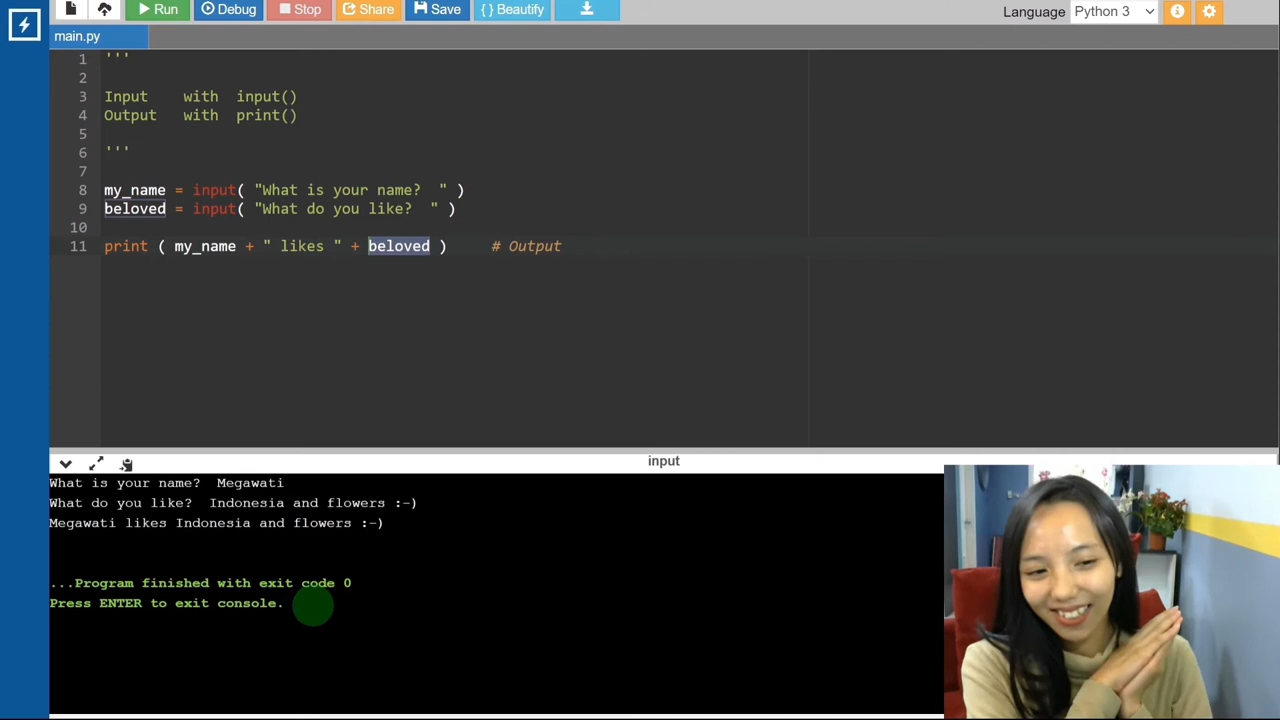 Run Debug Stop Share Save { } Beautify Language Python 3
main.py
1 '''
2
3 Input    with  input()
4 Output   with  print()
5
6 '''
7
8 my_name = input( "What is your name?  " )
9 beloved = input( "What do you like?  " )
10
11 print ( my_name + " likes " + beloved )     # Output
input
What is your name?  Megawati
What do you like?  Indonesia and flowers :-)
Megawati likes Indonesia and flowers :-)
...Program finished with exit code 0
Press ENTER to exit console.